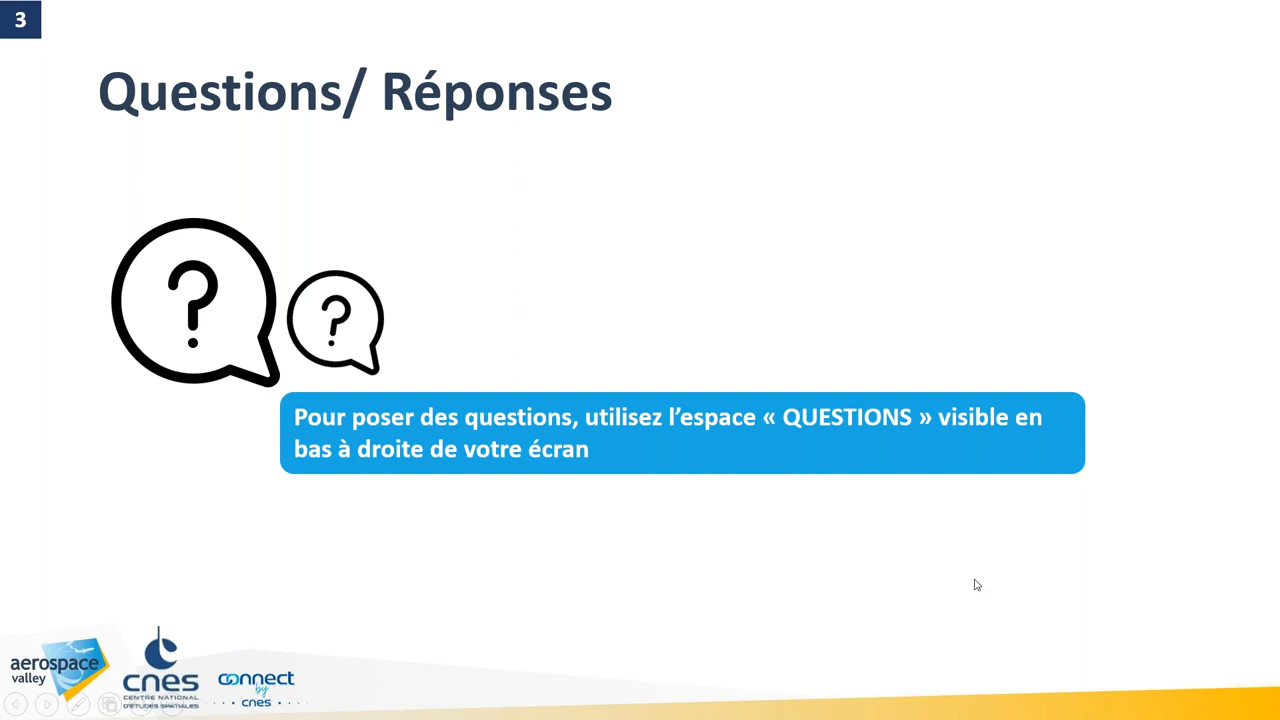 3
Questions/ Réponses
?
?
Pour poser des questions, utilisez l’espace « QUESTIONS » visible en
bas à droite de votre écran
aerospace
valley
cnes
CENTRE NATIONAL
D'ÉTUDES SPATIALES
connect
by
cnes